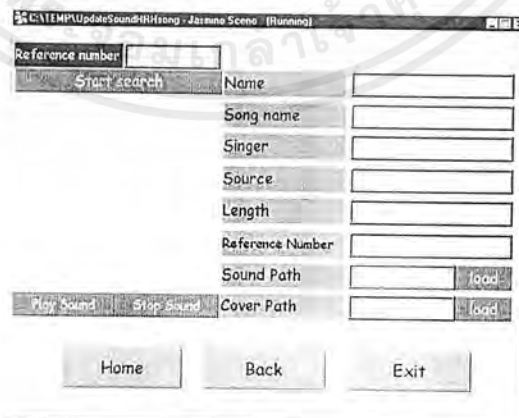 C:\TEMP\UpdateSoundHRHsong - Jasmine Scene [Running]
Reference number
Start search
Name
Song name
Singer
Source
Length
Reference Number
Sound Path
load
Play Sound
Stop Sound
Cover Path
load
Home
Back
Exit